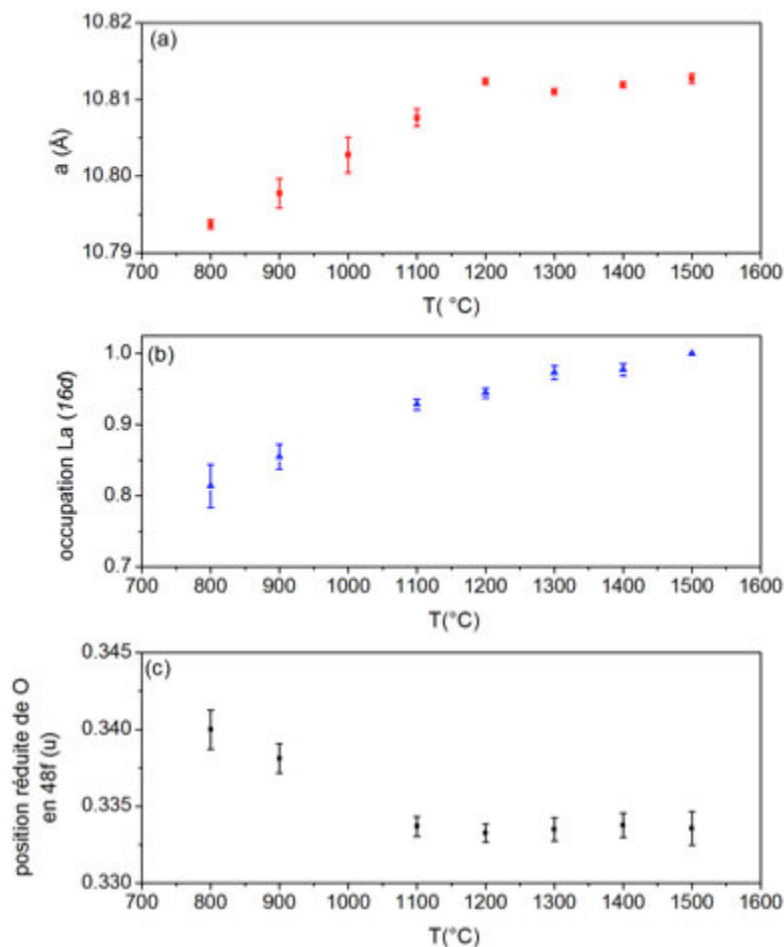 (a)
10.82
10.81
10.80
10.79
a (Å)
700 800 900 1000 1100 1200 1300 1400 1500 1600
T( °C)
(b)
1.0
0.9
0.8
0.7
occupation La (16d)
700 800 900 1000 1100 1200 1300 1400 1500 1600
T(°C)
(c)
0.345
0.340
0.335
0.330
position réduite de O
en 48f (u)
700 800 900 1000 1100 1200 1300 1400 1500 1600
T(°C)